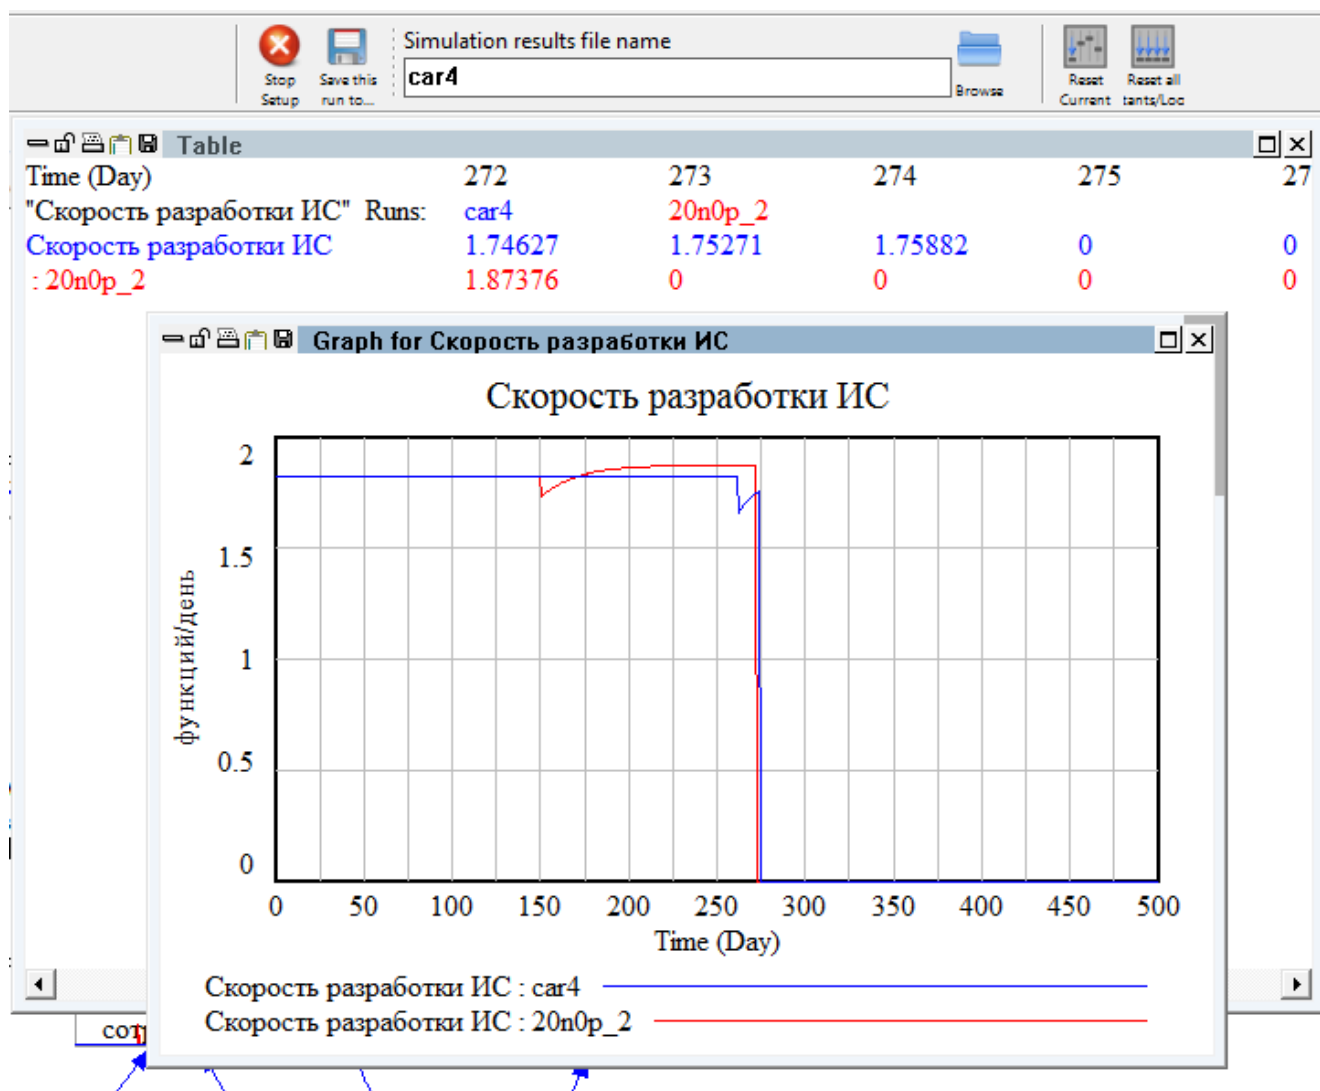 Simulation results file name
Stop Setup
Save this run to...
car4
Browse
Reset Current
Reset all
tants/Loc
Table
Time (Day) 272 273 274 275 27
"Скорость разработки ИС" Runs: car4 20n0p_2
Скорость разработки ИС 1.74627 1.75271 1.75882 0 0
: 20n0p_2 1.87376 0 0 0 0
Graph for Скорость разработки ИС
Скорость разработки ИС
2
1.5
1
0.5
0
функций/день
0 50 100 150 200 250 300 350 400 450 500
Time (Day)
Скорость разработки ИС : car4
Скорость разработки ИС : 20n0p_2